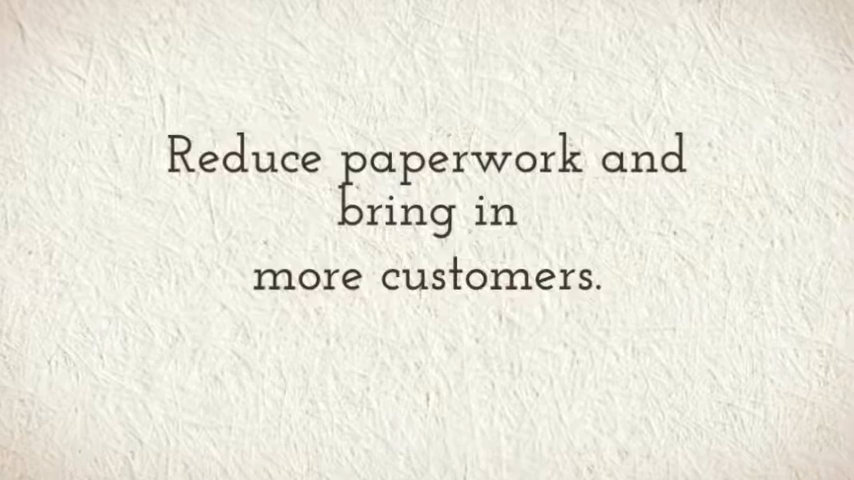 Reduce paperwork and
bring in
more customers.